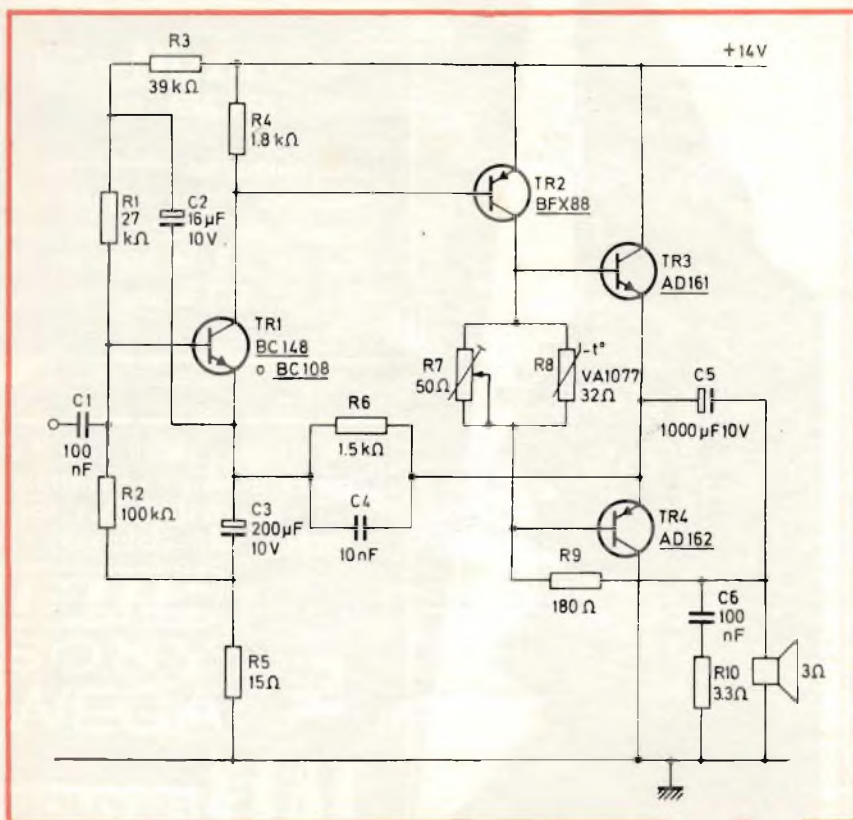 R3
39 kΩ
+14V
R4
1.8 kΩ
R1
27
kΩ
C2
16 µF
10V
TR2
BFX88
TR3
AD161
TR1
BC148
o BC108
R7
50Ω
-t°
R8
VA1077
32Ω
C5
1000 µF 10V
C1
100
nF
R6
1.5 kΩ
R2
100 kΩ
C3
200µF
10V
C4
10 nF
TR4
AD162
R9
180 Ω
C6
100
nF
R5
15Ω
R10
3.3Ω
3Ω